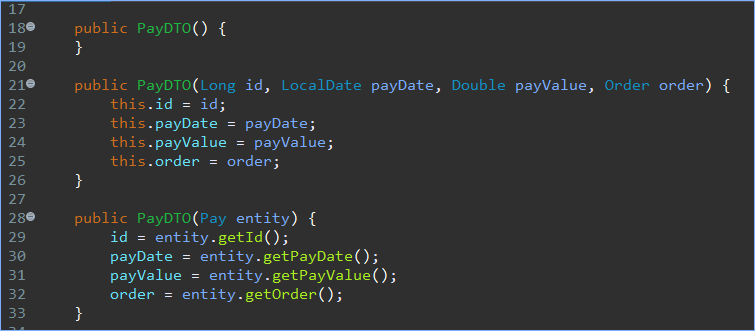 17
18 public PayDTO() {
19 }
20
21 public PayDTO(Long id, LocalDate payDate, Double payValue, Order order) {
22 this.id = id;
23 this.payDate = payDate;
24 this.payValue = payValue;
25 this.order = order;
26 }
27
28 public PayDTO(Pay entity) {
29 id = entity.getId();
30 payDate = entity.getPayDate();
31 payValue = entity.getPayValue();
32 order = entity.getOrder();
33 }